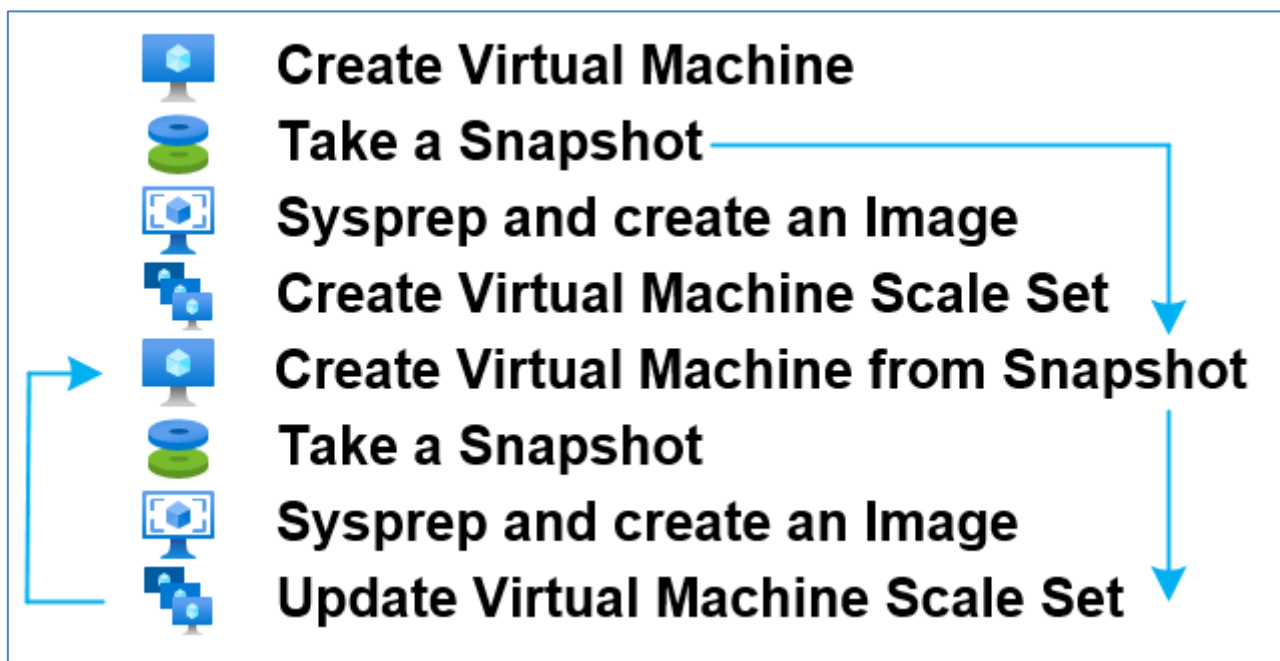 Create Virtual Machine
Take a Snapshot
Sysprep and create an Image
Create Virtual Machine Scale Set
Create Virtual Machine from Snapshot
Take a Snapshot
Sysprep and create an Image
Update Virtual Machine Scale Set